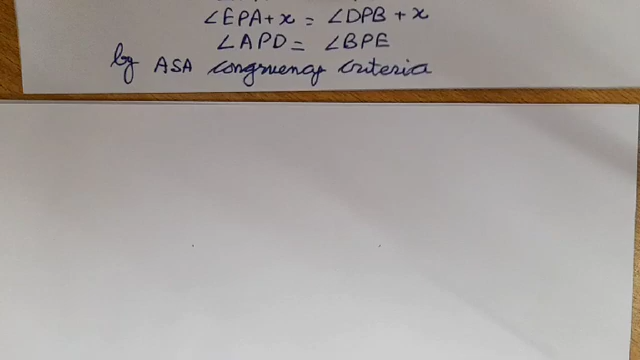 ∠EPA + x = ∠DPB + x
∠APD = ∠BPE
by ASA congruency criteria